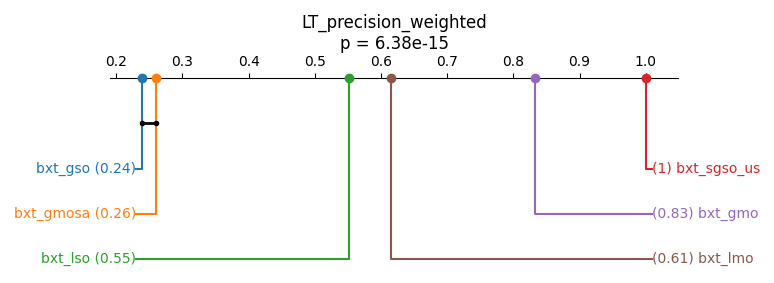 LT_precision_weighted
p = 6.38e-15
0.2 0.3 0.4 0.5 0.6 0.7 0.8 0.9 1.0
bxt_gso (0.24) (1) bxt_sgso_us
bxt_gmosa (0.26) (0.83) bxt_gmo
bxt_lso (0.55) (0.61) bxt_lmo